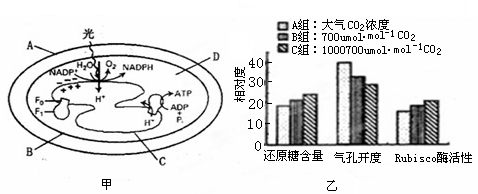 光
A
D
H₂O
O₂
NADP⁺
NADPH
H⁺
F₀
F₁
ATP
ADP
H⁺
Pᵢ
B
C
甲
A组：大气CO₂浓度
B组：700umol·mol⁻¹CO₂
C组：1000700umol·mol⁻¹CO₂
相对度
40
30
20
10
0
还原糖含量 气孔开度 Rubisco酶活性
乙